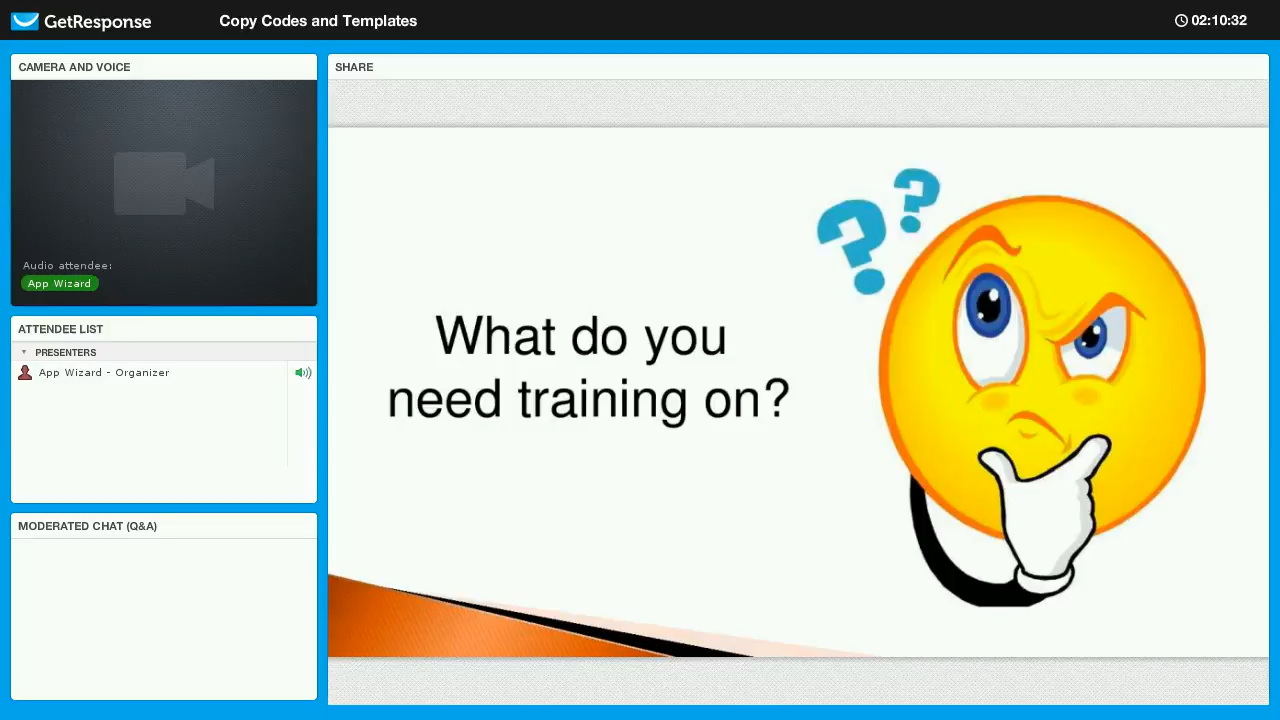 GetResponse
Copy Codes and Templates
02:10:32
CAMERA AND VOICE
Audio attendee:
App Wizard
ATTENDEE LIST
PRESENTERS
App Wizard - Organizer
MODERATED CHAT (Q&A)
SHARE
? ?
What do you
need training on?